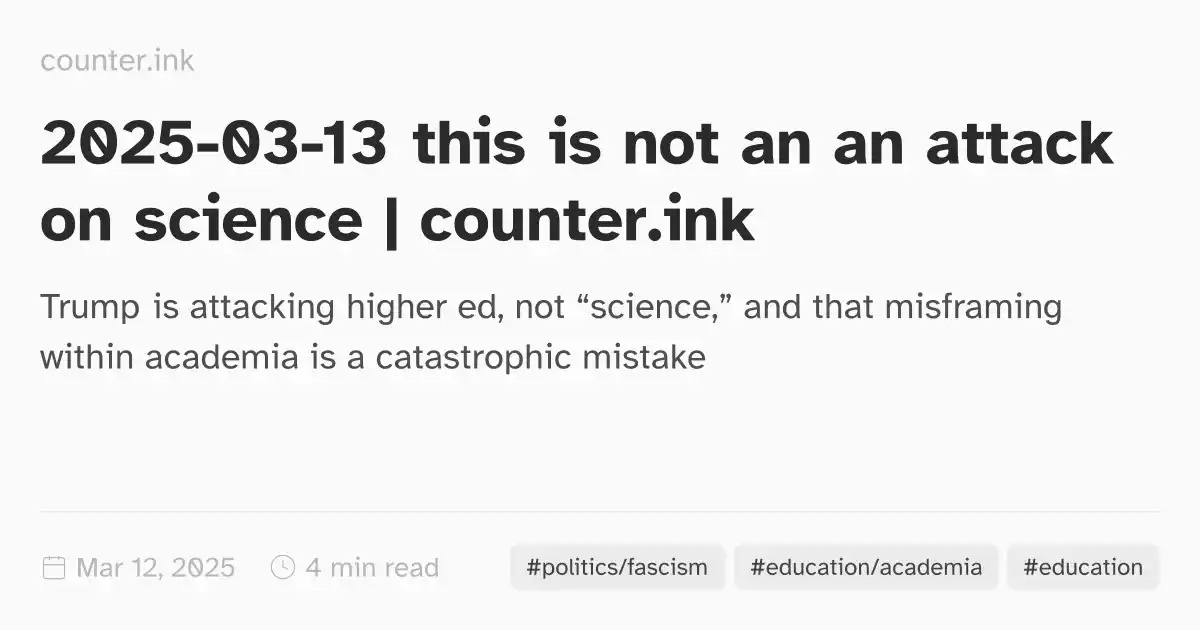 counter.ink
2025-03-13 this is not an an attack
on science | counter.ink
Trump is attacking higher ed, not “science,” and that misframing
within academia is a catastrophic mistake
Mar 12, 2025 4 min read #politics/fascism #education/academia #education